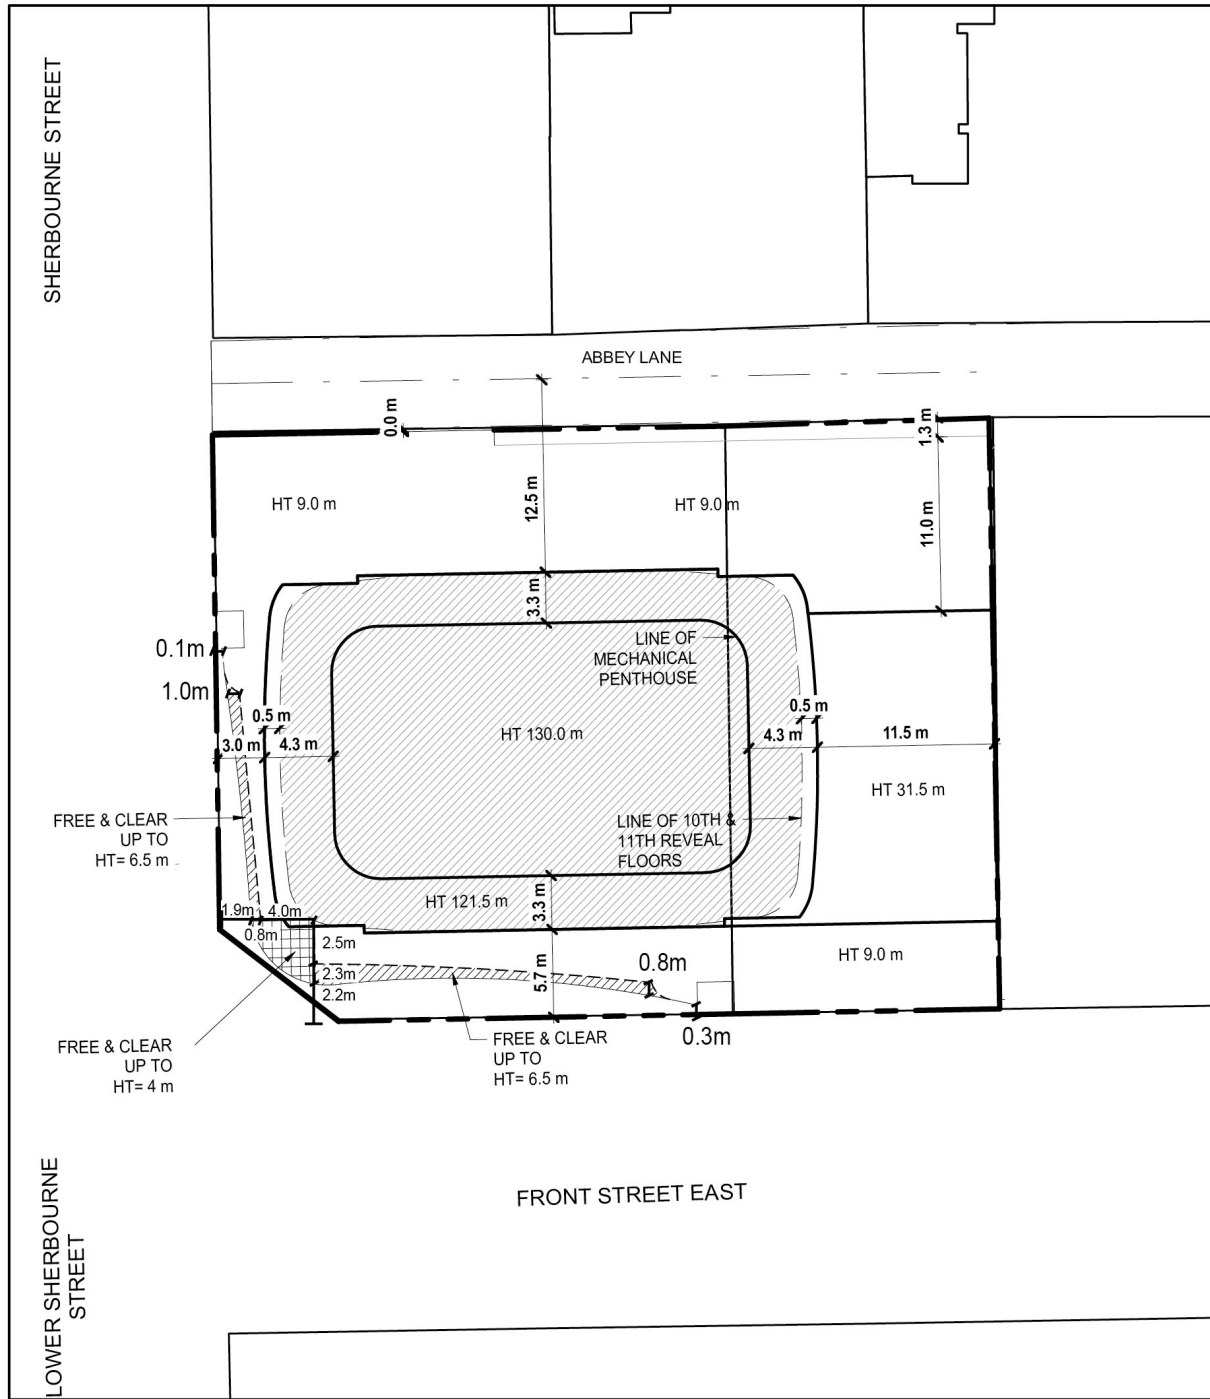 SHERBOURNE STREET
ABBEY LANE
0.0 m
1.3 m
HT 9.0 m
12.5 m
HT 9.0 m
11.0 m
3.3 m
0.1m
LINE OF
MECHANICAL
PENTHOUSE
1.0m
0.5 m
0.5 m
3.0 m
4.3 m
HT 130.0 m
4.3 m
11.5 m
HT 31.5 m
FREE & CLEAR
UP TO
HT= 6.5 m
LINE OF 10TH &
11TH REVEAL
FLOORS
HT 121.5 m
3.3 m
1.9m
4.0m
0.8m
2.5m
2.3m
2.2m
5.7 m
0.8m
HT 9.0 m
0.3m
FREE & CLEAR
UP TO
HT= 4 m
FREE & CLEAR
UP TO
HT= 6.5 m
FRONT STREET EAST
LOWER SHERBOURNE
STREET